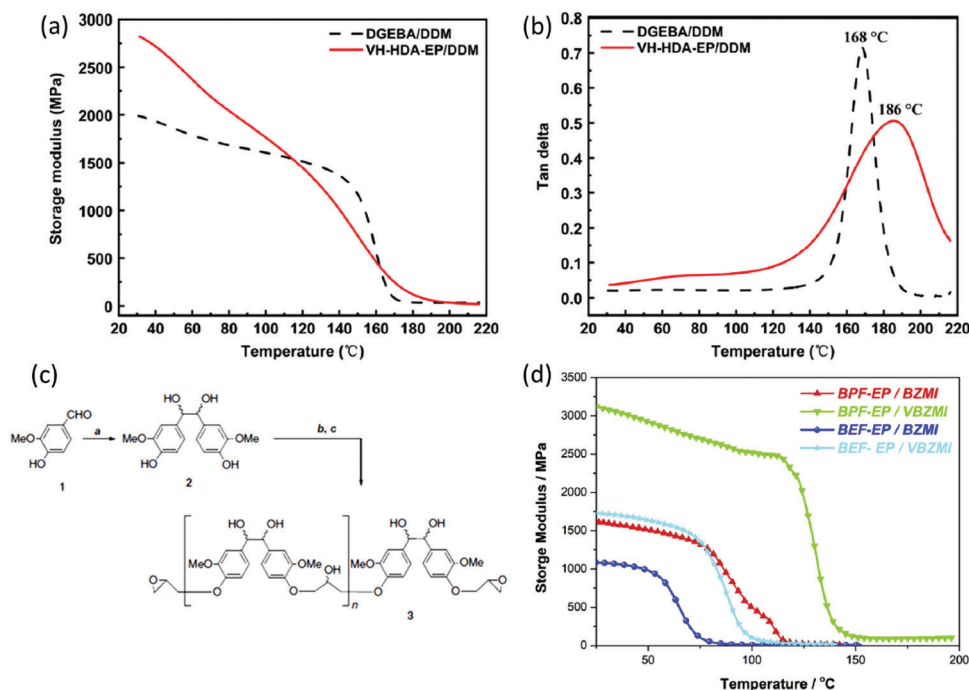 (a)
DGEBA/DDM
VH-HDA-EP/DDM
Storage modulus (MPa)
3000
2500
2000
1500
1000
500
0
20 40 60 80 100 120 140 160 180 200 220
Temperature (℃)
(b)
DGEBA/DDM
VH-HDA-EP/DDM
168 °C
186 °C
Tan delta
0.8
0.7
0.6
0.5
0.4
0.3
0.2
0.1
0.0
20 40 60 80 100 120 140 160 180 200 220
Temperature (℃)
(c)
CHO
MeO
HO
1
a
HO OH
MeO
OMe
HO
OH
2
b, c
HO OH
MeO
OMe
OH
O
O
O
n
HO OH
MeO
OMe
O
O
O
3
(d)
BPF-EP / BZMI
BPF-EP / VBZMI
BEF-EP / BZMI
BEF- EP / VBZMI
Storge Modulus / MPa
3500
3000
2500
2000
1500
1000
500
0
50 100 150 200
Temperature / °C